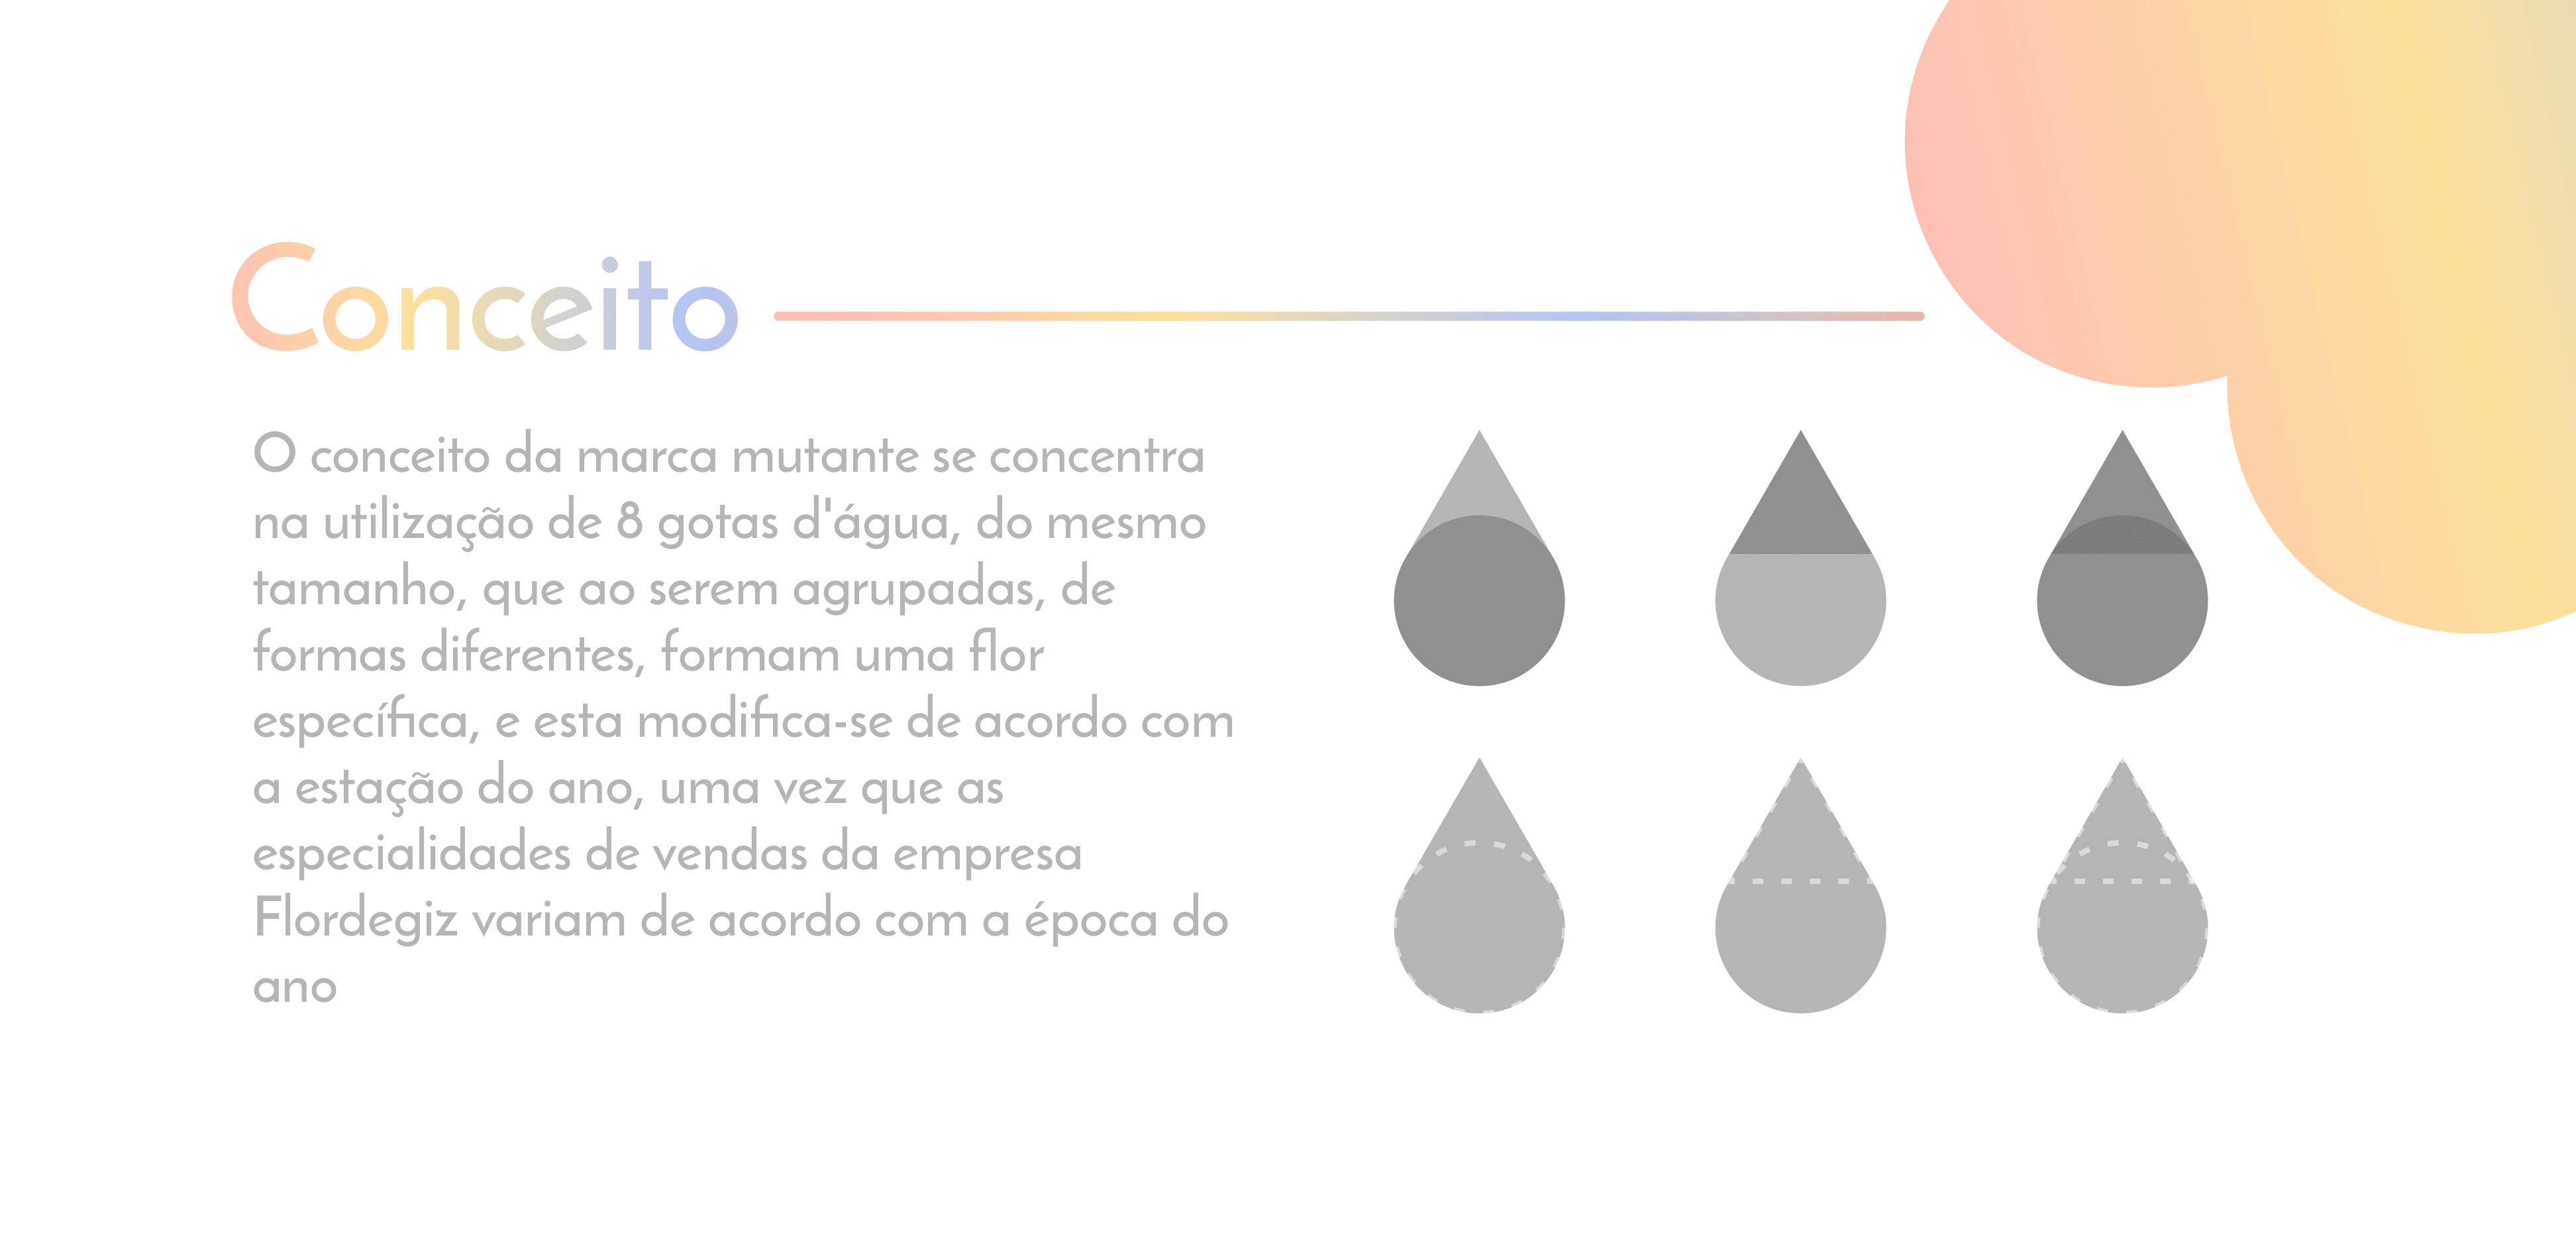 Conceito
O conceito da marca mutante se concentra
na utilização de 8 gotas d'água, do mesmo
tamanho, que ao serem agrupadas, de
formas diferentes, formam uma flor
específica, e esta modifica-se de acordo com
a estação do ano, uma vez que as
especialidades de vendas da empresa
Flordegiz variam de acordo com a época do
ano